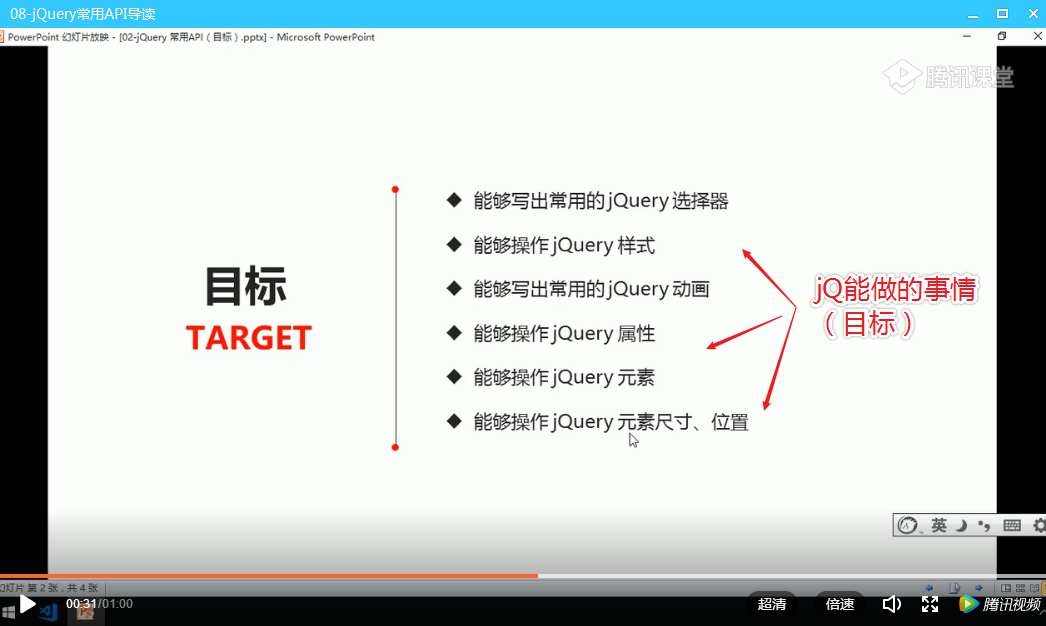 08-jQuery常用API导读
PowerPoint 幻灯片放映 - [02-jQuery 常用API（目标）.pptx] - Microsoft PowerPoint
腾讯课堂
目标
TARGET
◆ 能够写出常用的 jQuery 选择器
◆ 能够操作 jQuery 样式
◆ 能够写出常用的 jQuery 动画
◆ 能够操作 jQuery 属性
◆ 能够操作 jQuery 元素
◆ 能够操作 jQuery 元素尺寸、位置
jQ能做的事情
（目标）
英
幻灯片 第 2 张，共 4 张
00:31/01:00
超清
倍速
腾讯视频